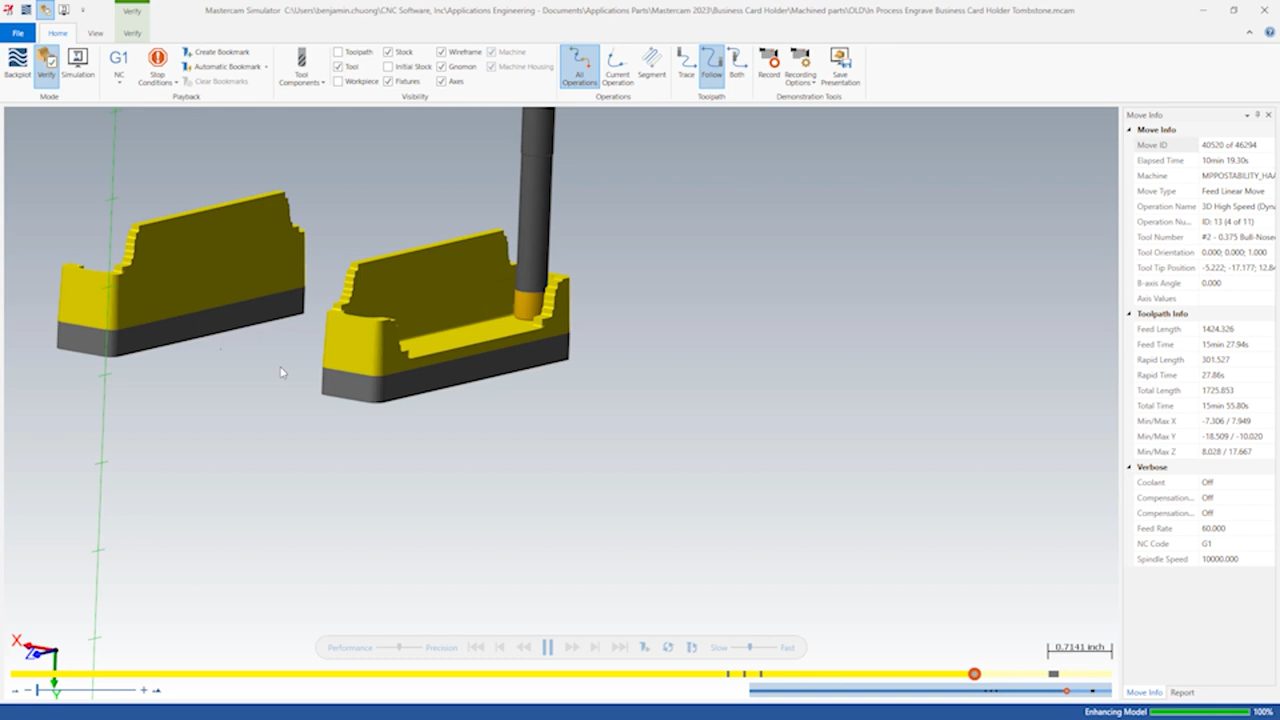 Mastercam Simulator C:\Users\benjamin.chuong\CNC Software, Inc\Applications Engineering - Documents\Applications Parts\Mastercam 2023\Business Card Holder\Machined parts\OLD\In Process Engrave Business Card Holder Tombstone.mcam
Verify
File Home View Verify
Backplot Verify Simulation
Mode
G1 NC
Stop Conditions
Create Bookmark
Automatic Bookmark
Clear Bookmarks
Playback
Tool Components
Toolpath Stock Wireframe Machine
Tool Initial Stock Gnomon Machine Housing
Workpiece Fixtures Axes
Visibility
All Operations Current Operation Segment
Operations
Trace Follow Both
Toolpath
Record Recording Options Save Presentation
Demonstration Tools
Move Info
Move Info
Move ID 40520 of 46294
Elapsed Time 10min 19.30s
Machine MPPOSTABILITY_HAA
Move Type Feed Linear Move
Operation Name 3D High Speed (Dyna
Operation Nu... ID: 13 (4 of 11)
Tool Number #2 - 0.375 Bull-Nose
Tool Orientation 0.000; 0.000; 1.000
Tool Tip Position -5.222; -17.177; 12.8
B-axis Angle 0.000
Axis Values
Toolpath Info
Feed Length 1424.326
Feed Time 15min 27.94s
Rapid Length 301.527
Rapid Time 27.86s
Total Length 1725.853
Total Time 15min 55.80s
Min/Max X -7.306 / 7.949
Min/Max Y -18.509 / -10.020
Min/Max Z 8.028 / 17.667
Verbose
Coolant Off
Compensation... Off
Compensation... Off
Feed Rate 60.000
NC Code G1
Spindle Speed 10000.000
X
Z
Y
Performance Precision Slow Fast
0.7141 inch
Move Info Report
Enhancing Model 100%